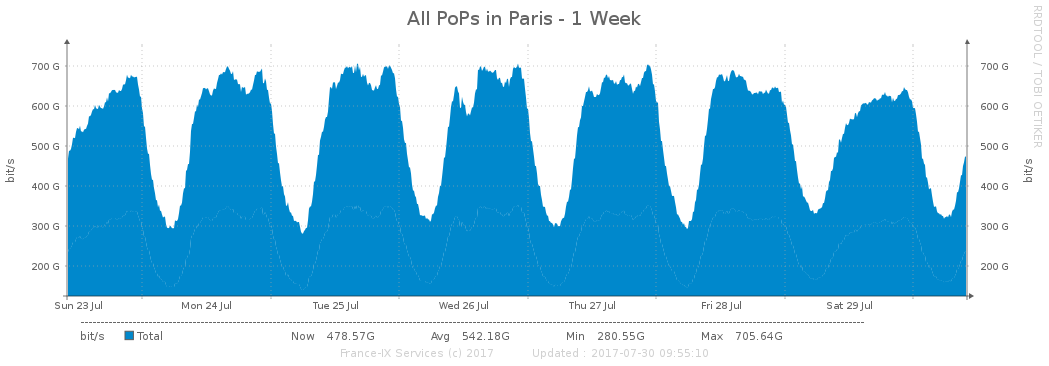 All PoPs in Paris - 1 Week
RRDTOOL / TOBI OETIKER
700 G 700 G
600 G 600 G
500 G 500 G
400 G 400 G
300 G 300 G
200 G 200 G
bit/s bit/s
Sun 23 Jul Mon 24 Jul Tue 25 Jul Wed 26 Jul Thu 27 Jul Fri 28 Jul Sat 29 Jul
bit/s Total Now 478.57G Avg 542.18G Min 280.55G Max 705.64G
France-IX Services (c) 2017 Updated : 2017-07-30 09:55:10